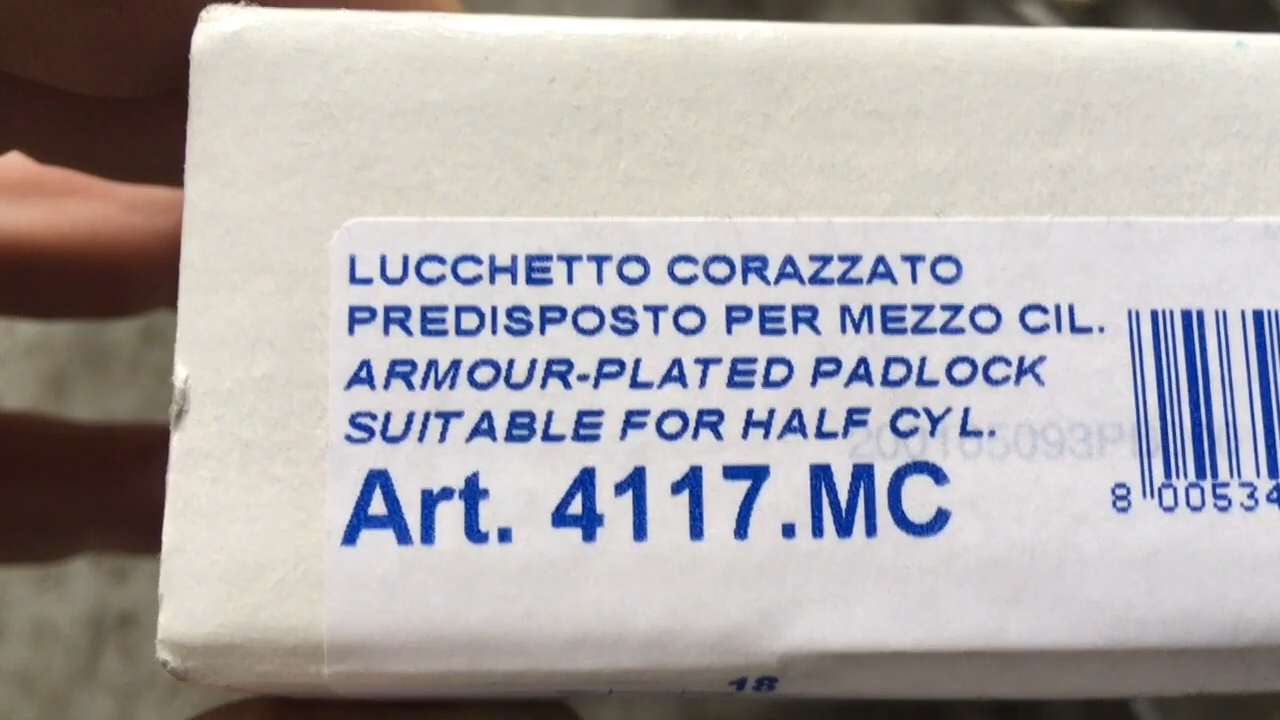 LUCCHETTO CORAZZATO
PREDISPOSTO PER MEZZO CIL.
ARMOUR-PLATED PADLOCK
SUITABLE FOR HALF CYL.
Art. 4117.MC
8 00534
18